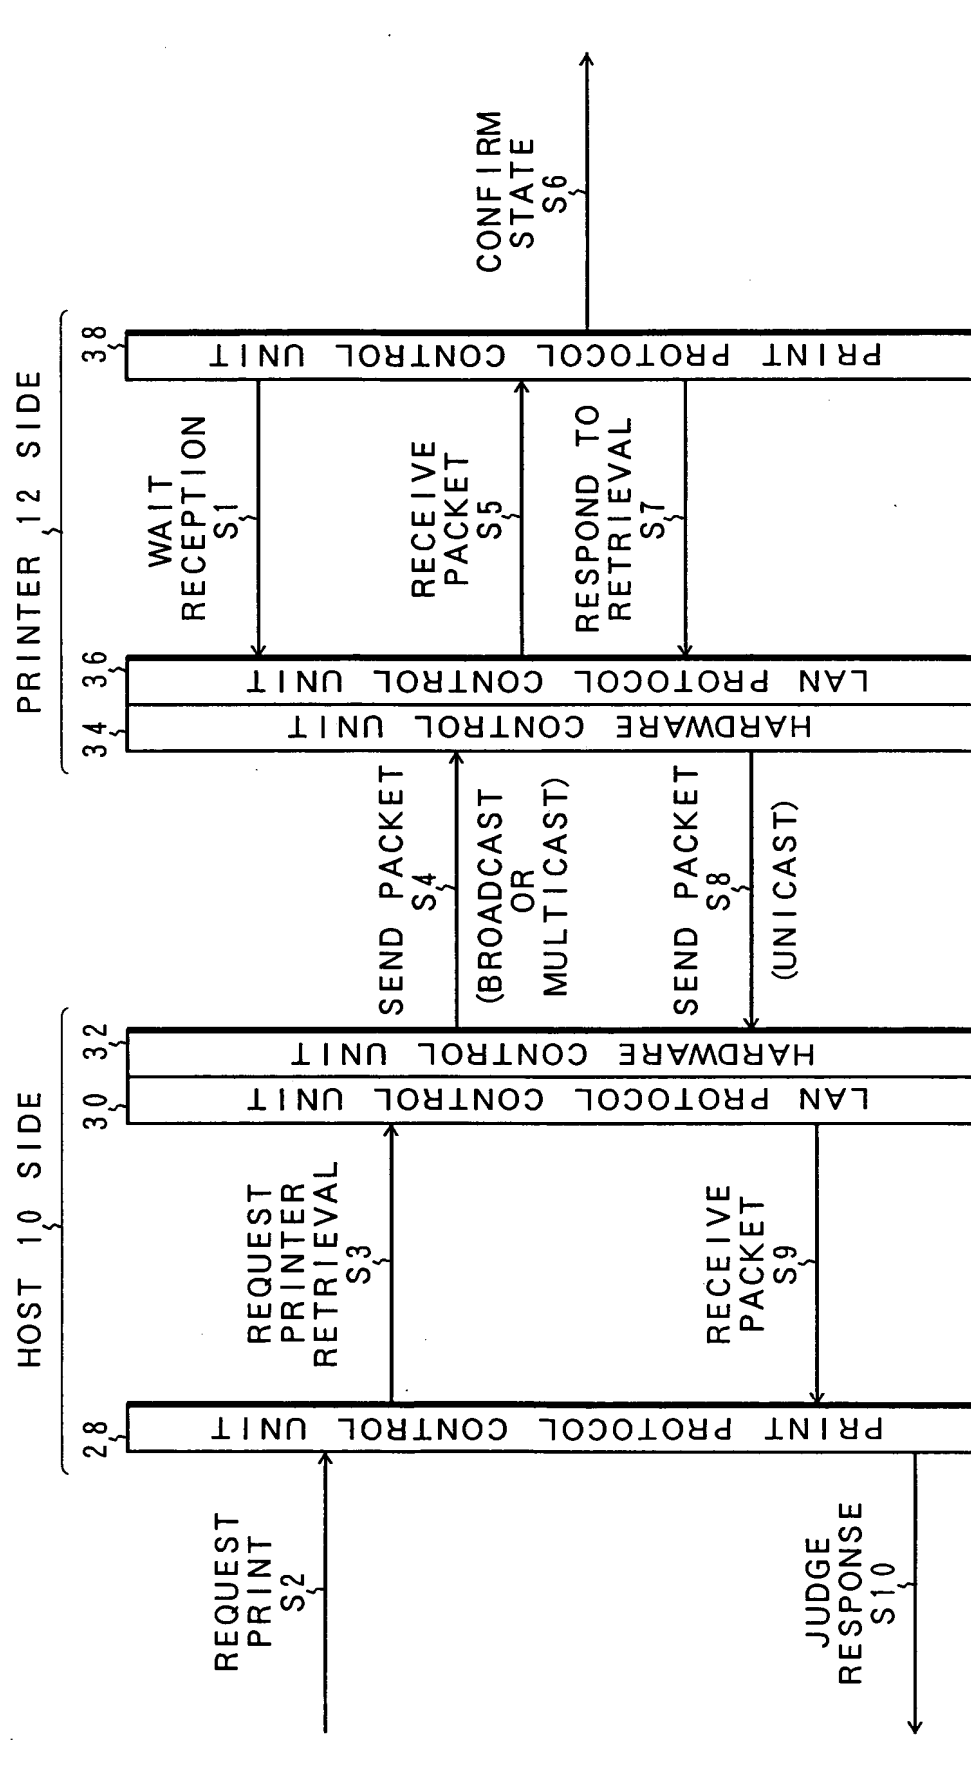 HOST 10 SIDE
PRINTER 12 SIDE
28
30
32
34
36
38
PRINT PROTOCOL CONTROL UNIT
LAN PROTOCOL CONTROL UNIT
HARDWARE CONTROL UNIT
HARDWARE CONTROL UNIT
LAN PROTOCOL CONTROL UNIT
PRINT PROTOCOL CONTROL UNIT
WAIT
RECEPTION
S1
REQUEST
PRINT
S2
REQUEST
PRINTER
RETRIEVAL
S3
SEND PACKET
S4
(BROADCAST
OR
MULTICAST)
RECEIVE
PACKET
S5
CONFIRM
STATE
S6
RESPOND TO
RETRIEVAL
S7
SEND PACKET
S8
(UNICAST)
RECEIVE
PACKET
S9
JUDGE
RESPONSE
S10